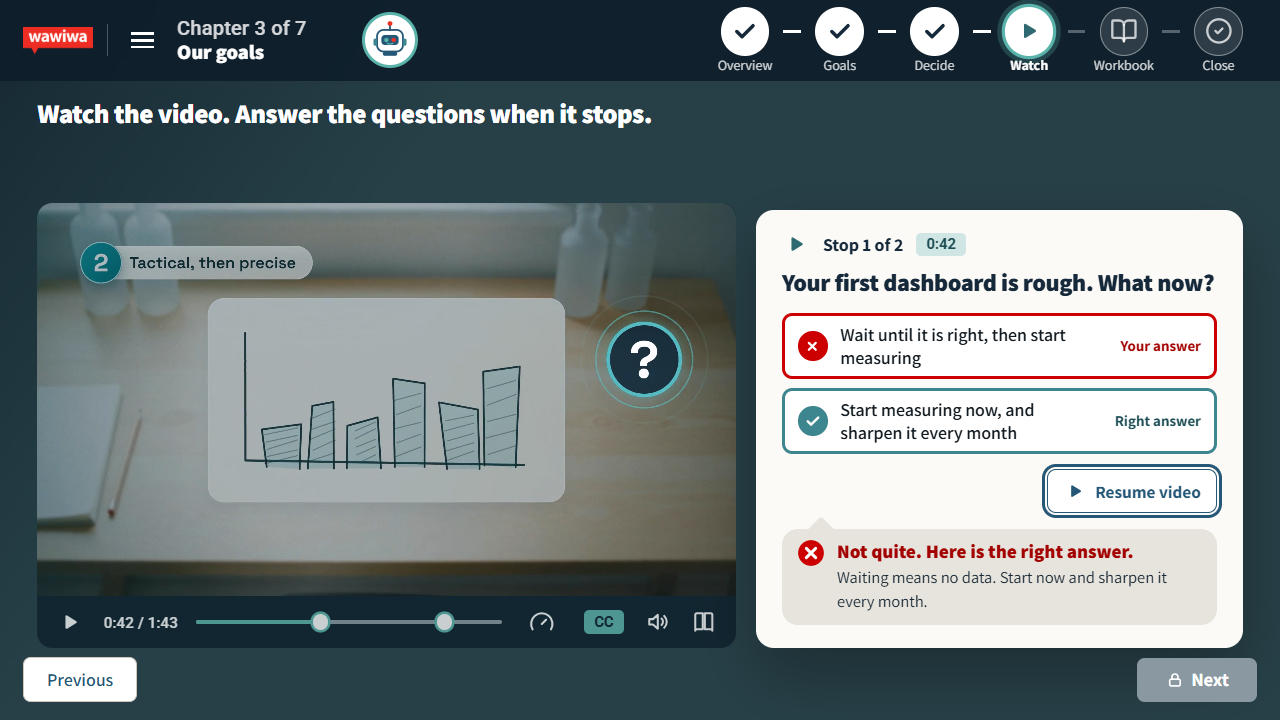 wawiwa
Chapter 3 of 7
Our goals
Overview
Goals
Decide
Watch
Workbook
Close
Watch the video. Answer the questions when it stops.
2
Tactical, then precise
?
0:42 / 1:43
CC
Stop 1 of 2
0:42
Your first dashboard is rough. What now?
Wait until it is right, then start
measuring
Your answer
Start measuring now, and
sharpen it every month
Right answer
Resume video
Not quite. Here is the right answer.
Waiting means no data. Start now and sharpen it
every month.
Previous
Next